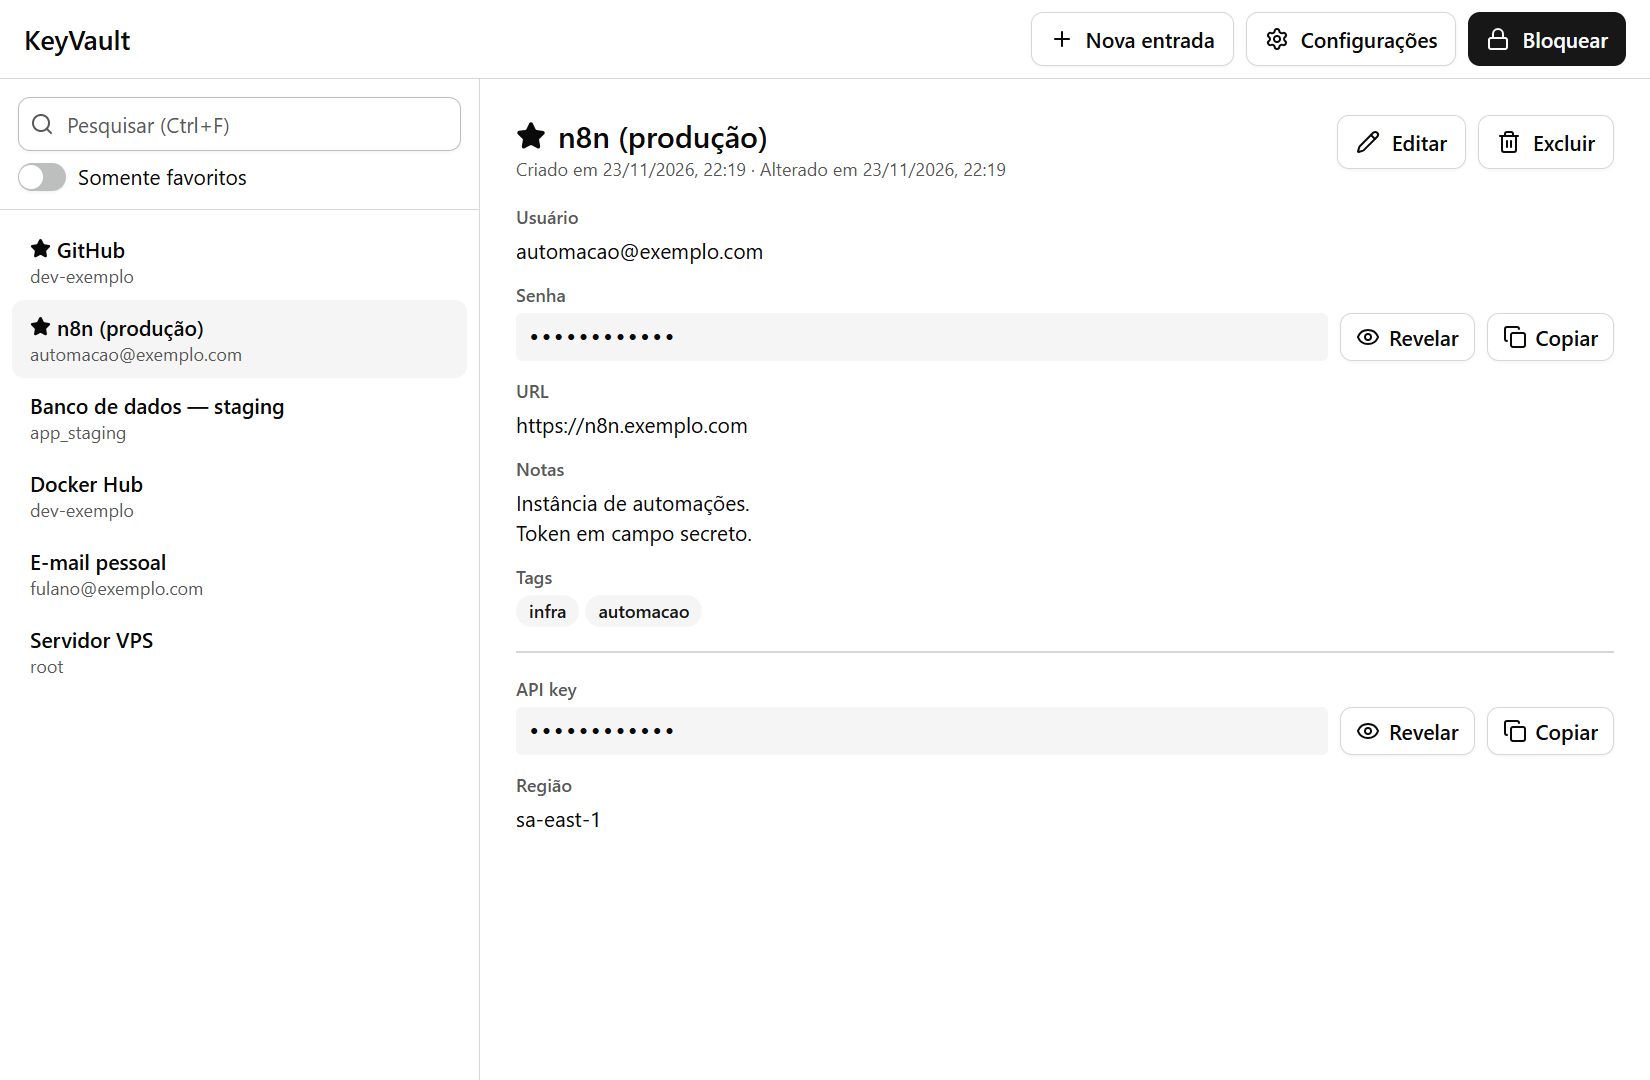 KeyVault
Nova entrada
Configurações
Bloquear
Pesquisar (Ctrl+F)
Somente favoritos
GitHub
dev-exemplo
n8n (produção)
automacao@exemplo.com
Banco de dados — staging
app_staging
Docker Hub
dev-exemplo
E-mail pessoal
fulano@exemplo.com
Servidor VPS
root
n8n (produção)
Editar
Excluir
Criado em 23/11/2026, 22:19 · Alterado em 23/11/2026, 22:19
Usuário
automacao@exemplo.com
Senha
••••••••••••
Revelar
Copiar
URL
https://n8n.exemplo.com
Notas
Instância de automações.
Token em campo secreto.
Tags
infra
automacao
API key
••••••••••••
Revelar
Copiar
Região
sa-east-1